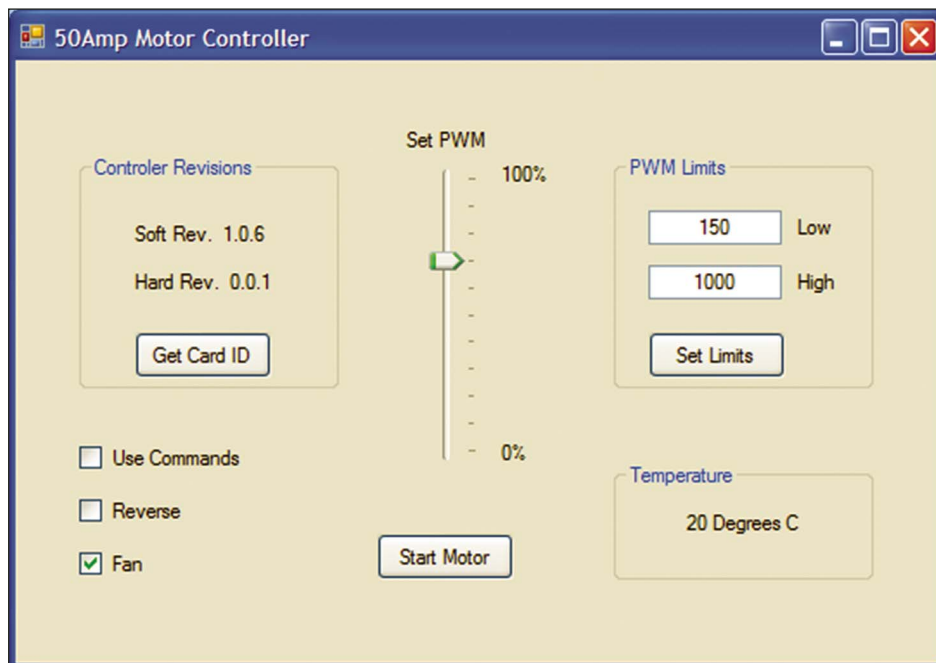 50Amp Motor Controller
Controler Revisions
Soft Rev. 1.0.6
Hard Rev. 0.0.1
Get Card ID
Set PWM
100%
0%
PWM Limits
150 Low
1000 High
Set Limits
Use Commands
Reverse
Fan
Start Motor
Temperature
20 Degrees C